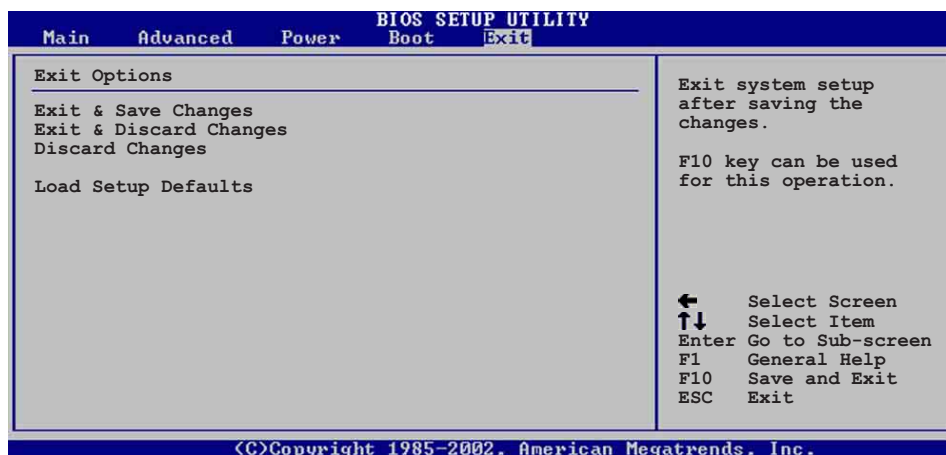 BIOS SETUP UTILITY
Main Advanced Power Boot Exit
Exit Options
Exit & Save Changes
Exit & Discard Changes
Discard Changes
Load Setup Defaults
Exit system setup
after saving the
changes.
F10 key can be used
for this operation.
← Select Screen
↑↓ Select Item
Enter Go to Sub-screen
F1 General Help
F10 Save and Exit
ESC Exit
(C)Copyright 1985-2002, American Megatrends, Inc.